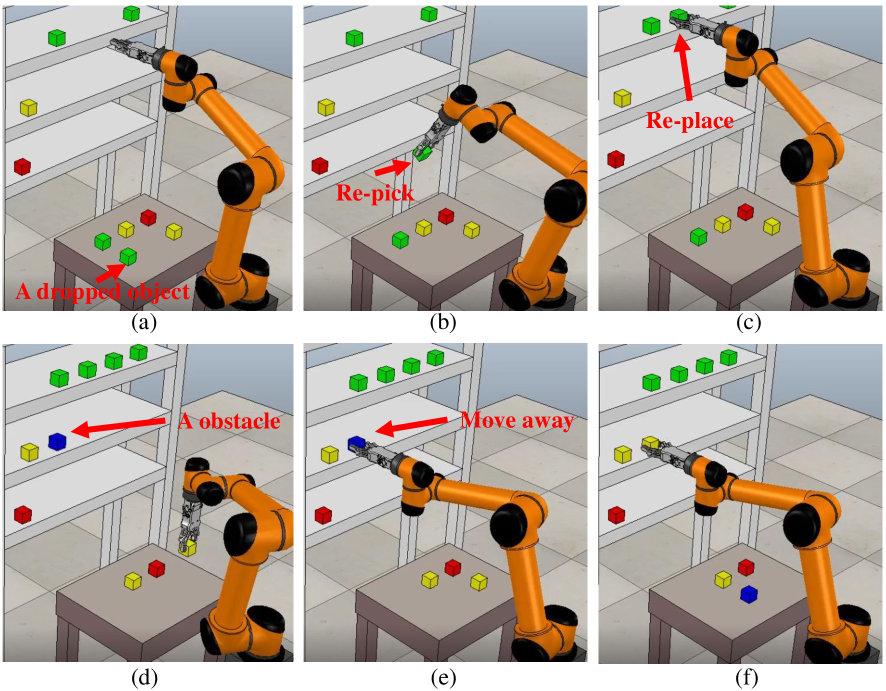 Re-place
Re-pick
A dropped object
(a)
(b)
(c)
A obstacle
Move away
(d)
(e)
(f)